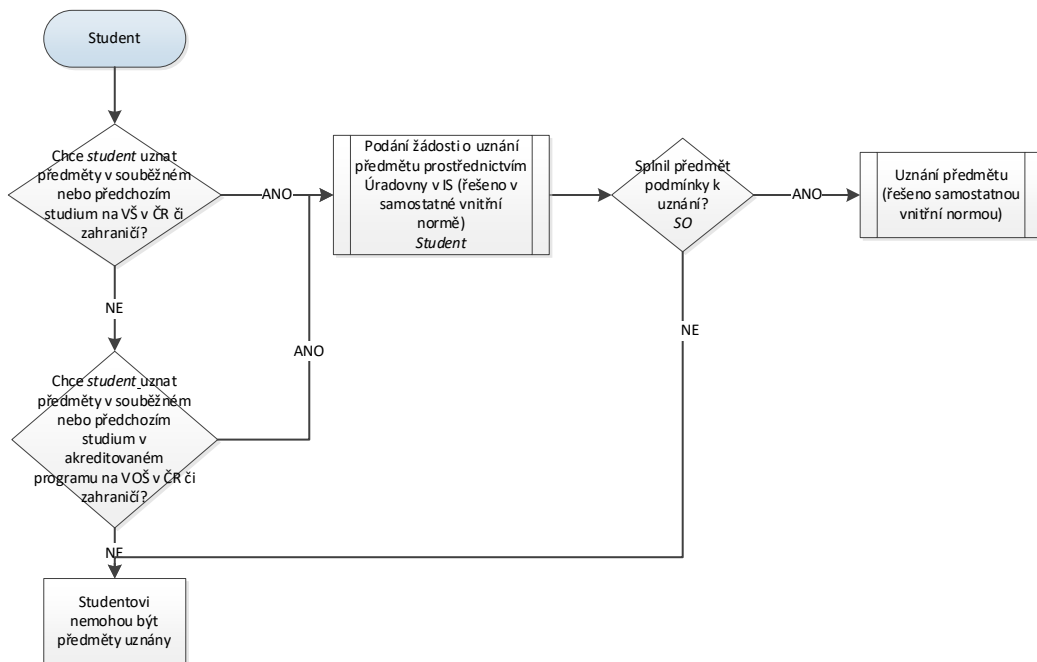 Student
Chce student uznat
předměty v souběžném
nebo předchozím
studium na VŠ v ČR či
zahraničí?
ANO
Podání žádosti o uznání
předmětu prostřednictvím
Úřadovny v IS (řešeno v
samostatné vnitřní
normě)
Student
Splnil předmět
podmínky k
uznání?
SO
ANO
Uznání předmětu
(řešeno samostatnou
vnitřní normou)
NE
NE
ANO
Chce student uznat
předměty v souběžném
nebo předchozím
studium v
akreditovaném
programu na VOŠ v ČR či
zahraničí?
NE
Studentovi
nemohou být
předměty uznány